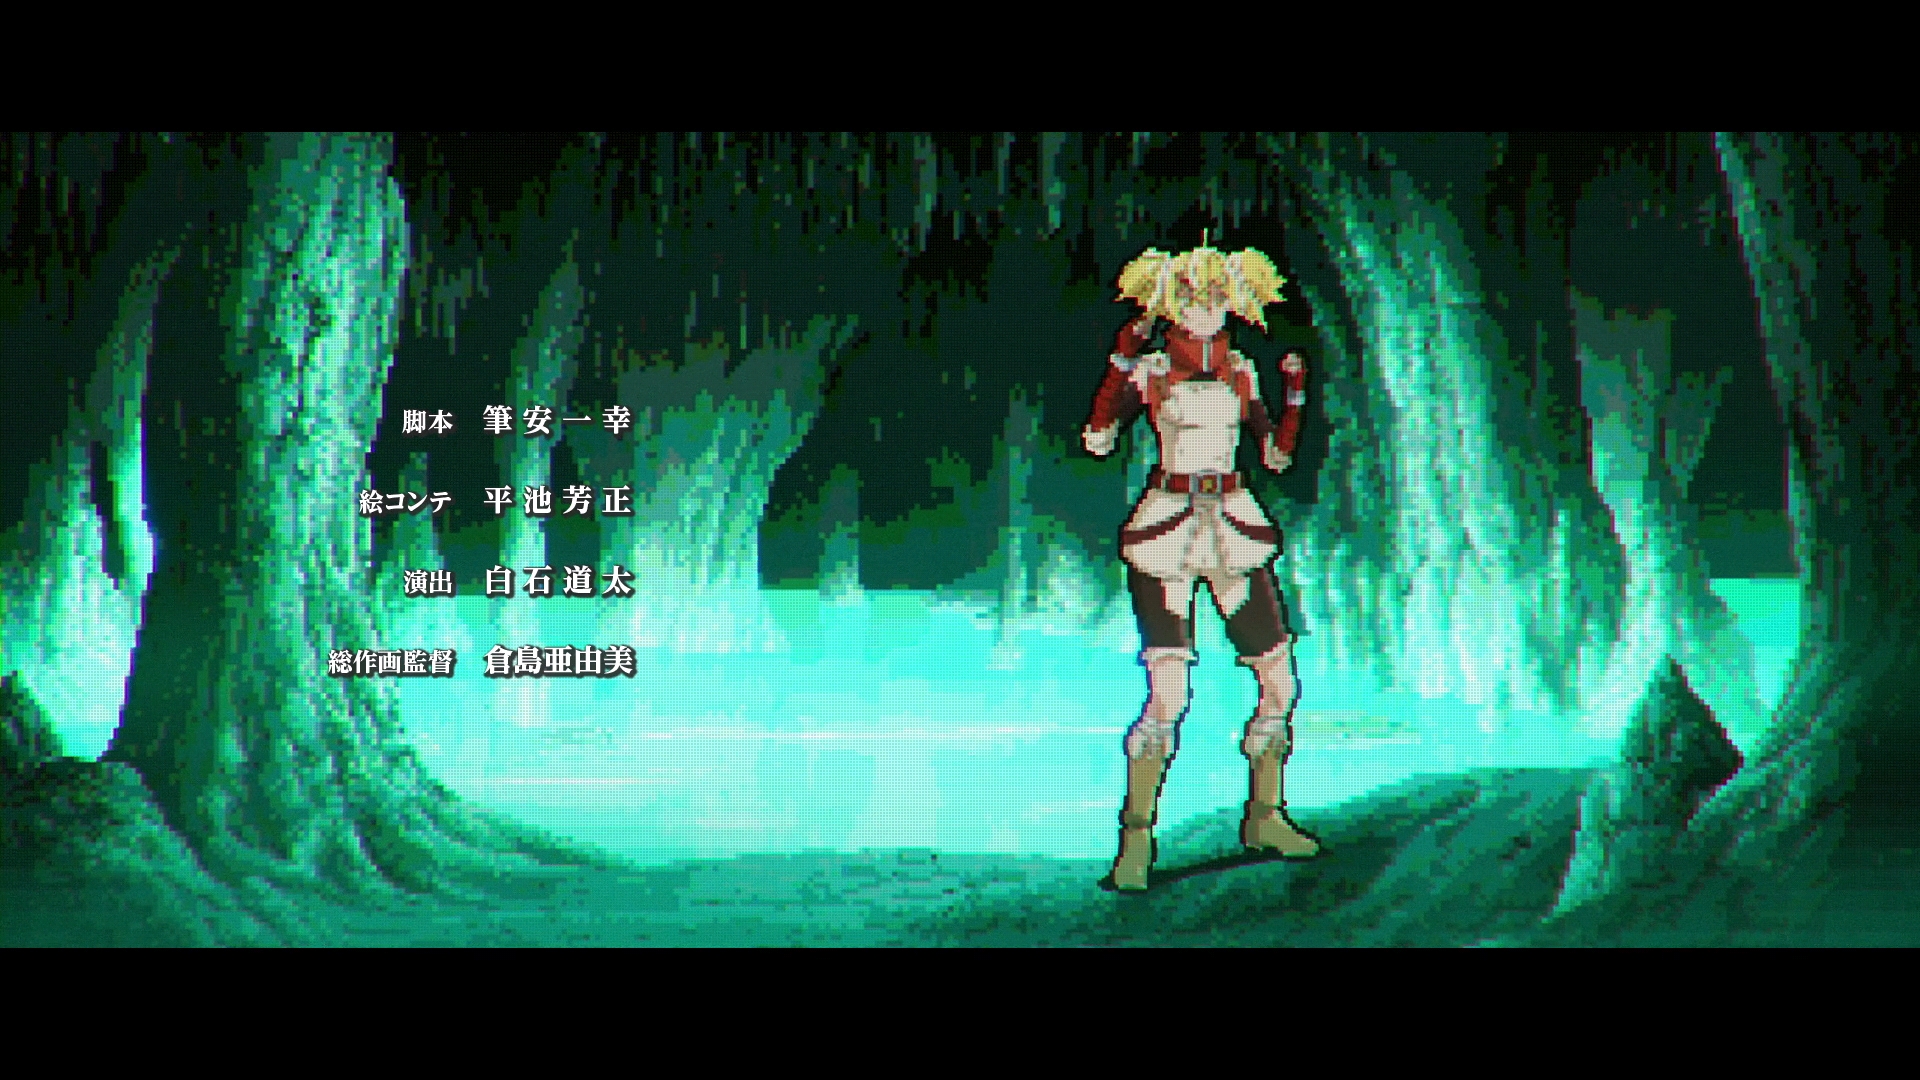 脚本 筆安一幸
絵コンテ 平池芳正
演出 白石道太
総作画監督 倉島亜由美